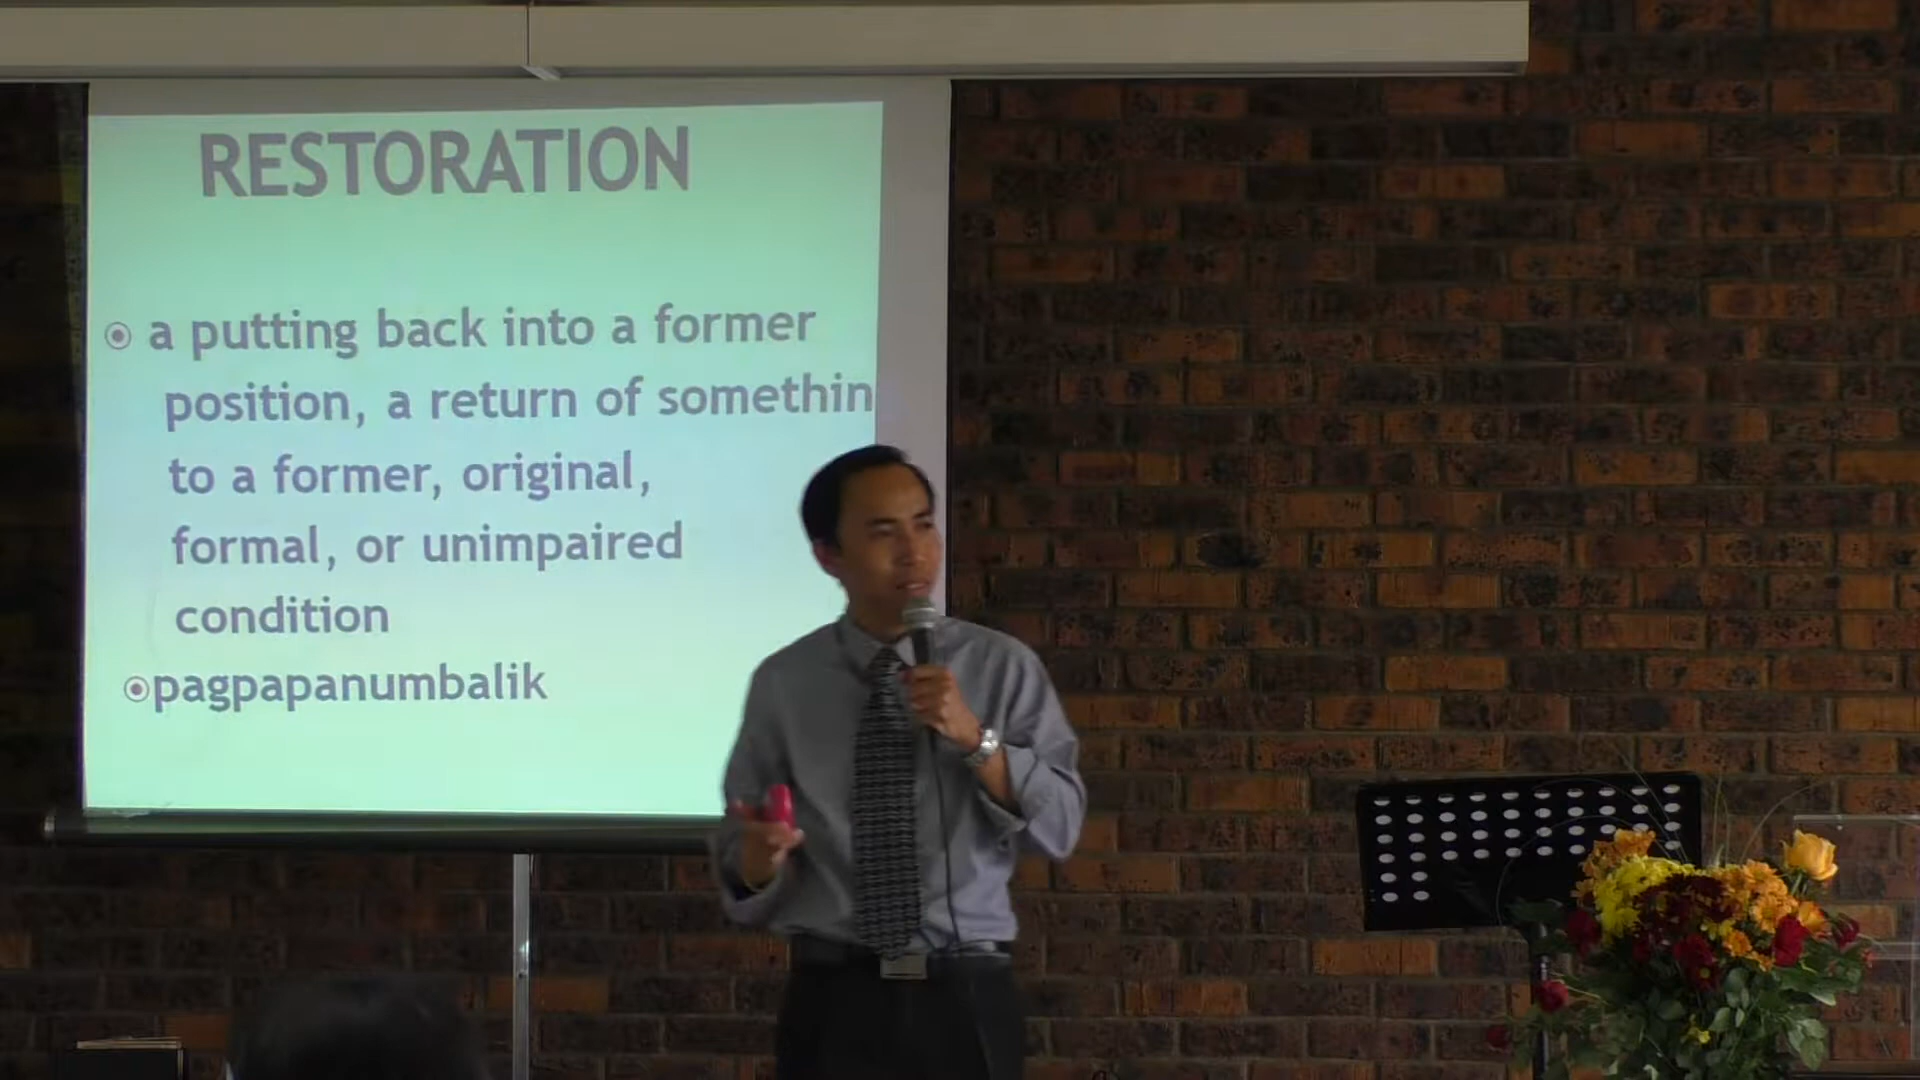 RESTORATION
a putting back into a former
position, a return of somethin
to a former, original,
formal, or unimpaired
condition
pagpapanumbalik